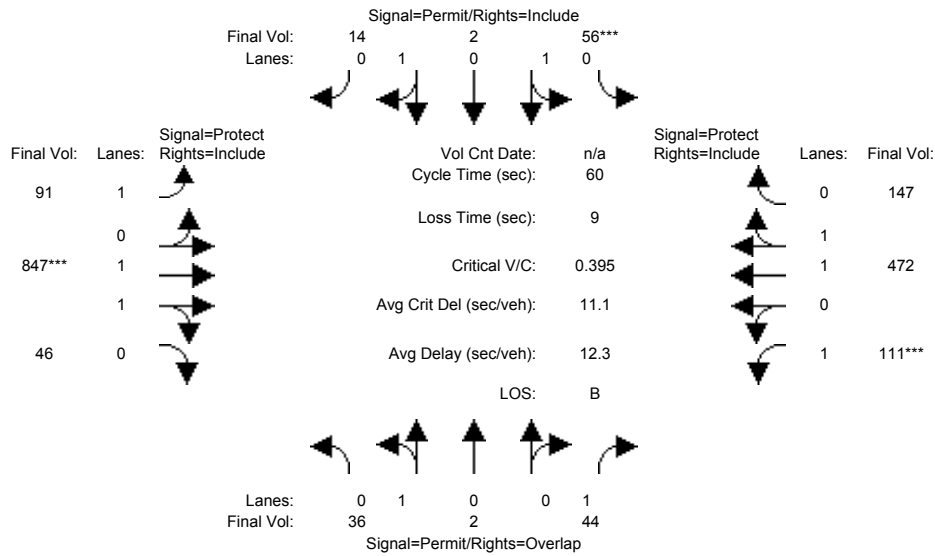 Signal=Permit/Rights=Include
Final Vol: 14 2 56***
Lanes: 0 1 0 1 0
Signal=Protect
Final Vol: Lanes: Rights=Include
Vol Cnt Date: n/a
Signal=Protect
Rights=Include Lanes: Final Vol:
Cycle Time (sec): 60
91 1
0 147
Loss Time (sec): 9
0
1
847*** 1
Critical V/C: 0.395
1 472
1
Avg Crit Del (sec/veh): 11.1
0
46 0
Avg Delay (sec/veh): 12.3
1 111***
LOS: B
Lanes: 0 1 0 0 1
Final Vol: 36 2 44
Signal=Permit/Rights=Overlap